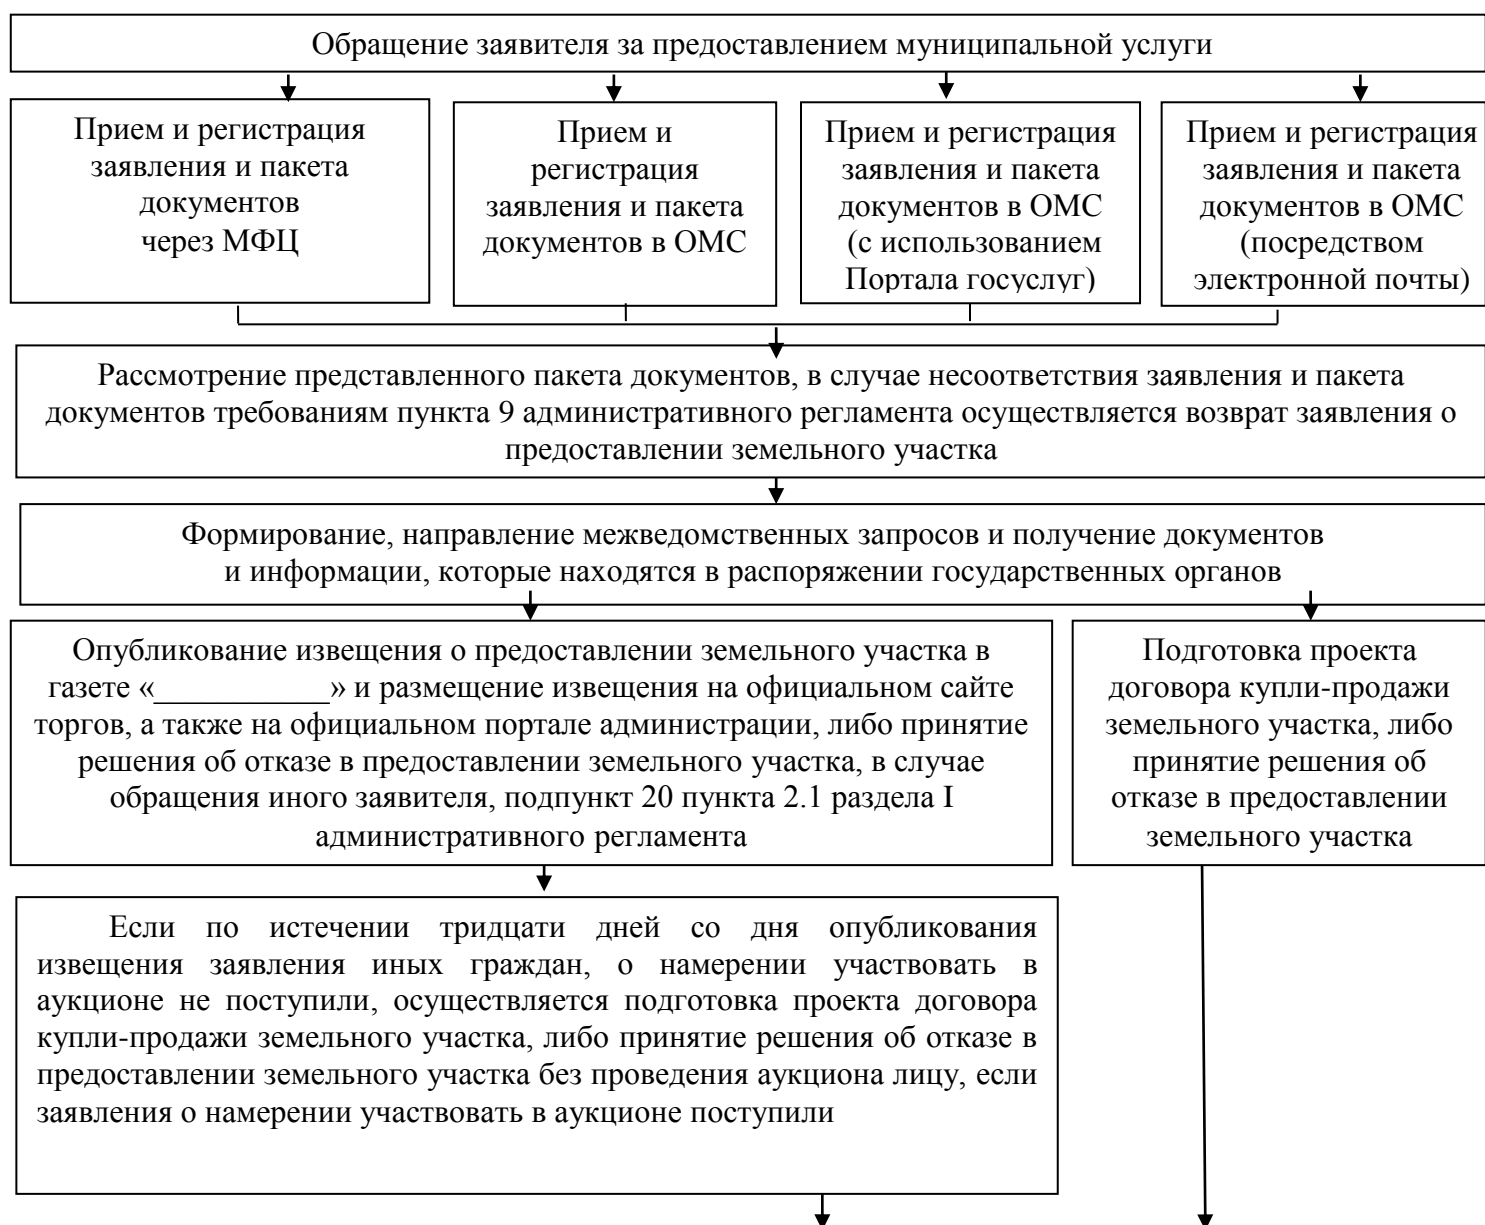 Обращение заявителя за предоставлением муниципальной услуги
Прием и регистрация
заявления и пакета
документов
через МФЦ
Прием и
регистрация
заявления и пакета
документов в ОМС
Прием и регистрация
заявления и пакета
документов в ОМС
(с использованием
Портала госуслуг)
Прием и регистрация
заявления и пакета
документов в ОМС
(посредством
электронной почты)
Рассмотрение представленного пакета документов, в случае несоответствия заявления и пакета
документов требованиям пункта 9 административного регламента осуществляется возврат заявления о
предоставлении земельного участка
Формирование, направление межведомственных запросов и получение документов
и информации, которые находятся в распоряжении государственных органов
Опубликование извещения о предоставлении земельного участка в
газете «___________» и размещение извещения на официальном сайте
торгов, а также на официальном портале администрации, либо принятие
решения об отказе в предоставлении земельного участка, в случае
обращения иного заявителя, подпункт 20 пункта 2.1 раздела I
административного регламента
Подготовка проекта
договора купли-продажи
земельного участка, либо
принятие решения об
отказе в предоставлении
земельного участка
Если по истечении тридцати дней со дня опубликования
извещения заявления иных граждан, о намерении участвовать в
аукционе не поступили, осуществляется подготовка проекта договора
купли-продажи земельного участка, либо принятие решения об отказе в
предоставлении земельного участка без проведения аукциона лицу, если
заявления о намерении участвовать в аукционе поступили